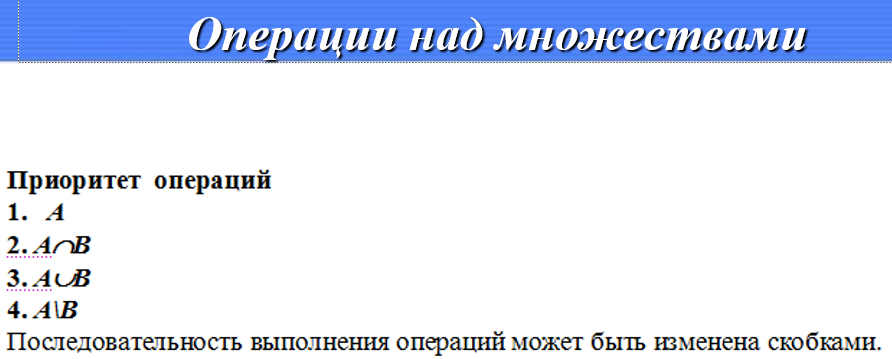 Операции над множествами
Приоритет операций
1. A
2. A∩B
3. A∪B
4. A\B
Последовательность выполнения операций может быть изменена скобками.